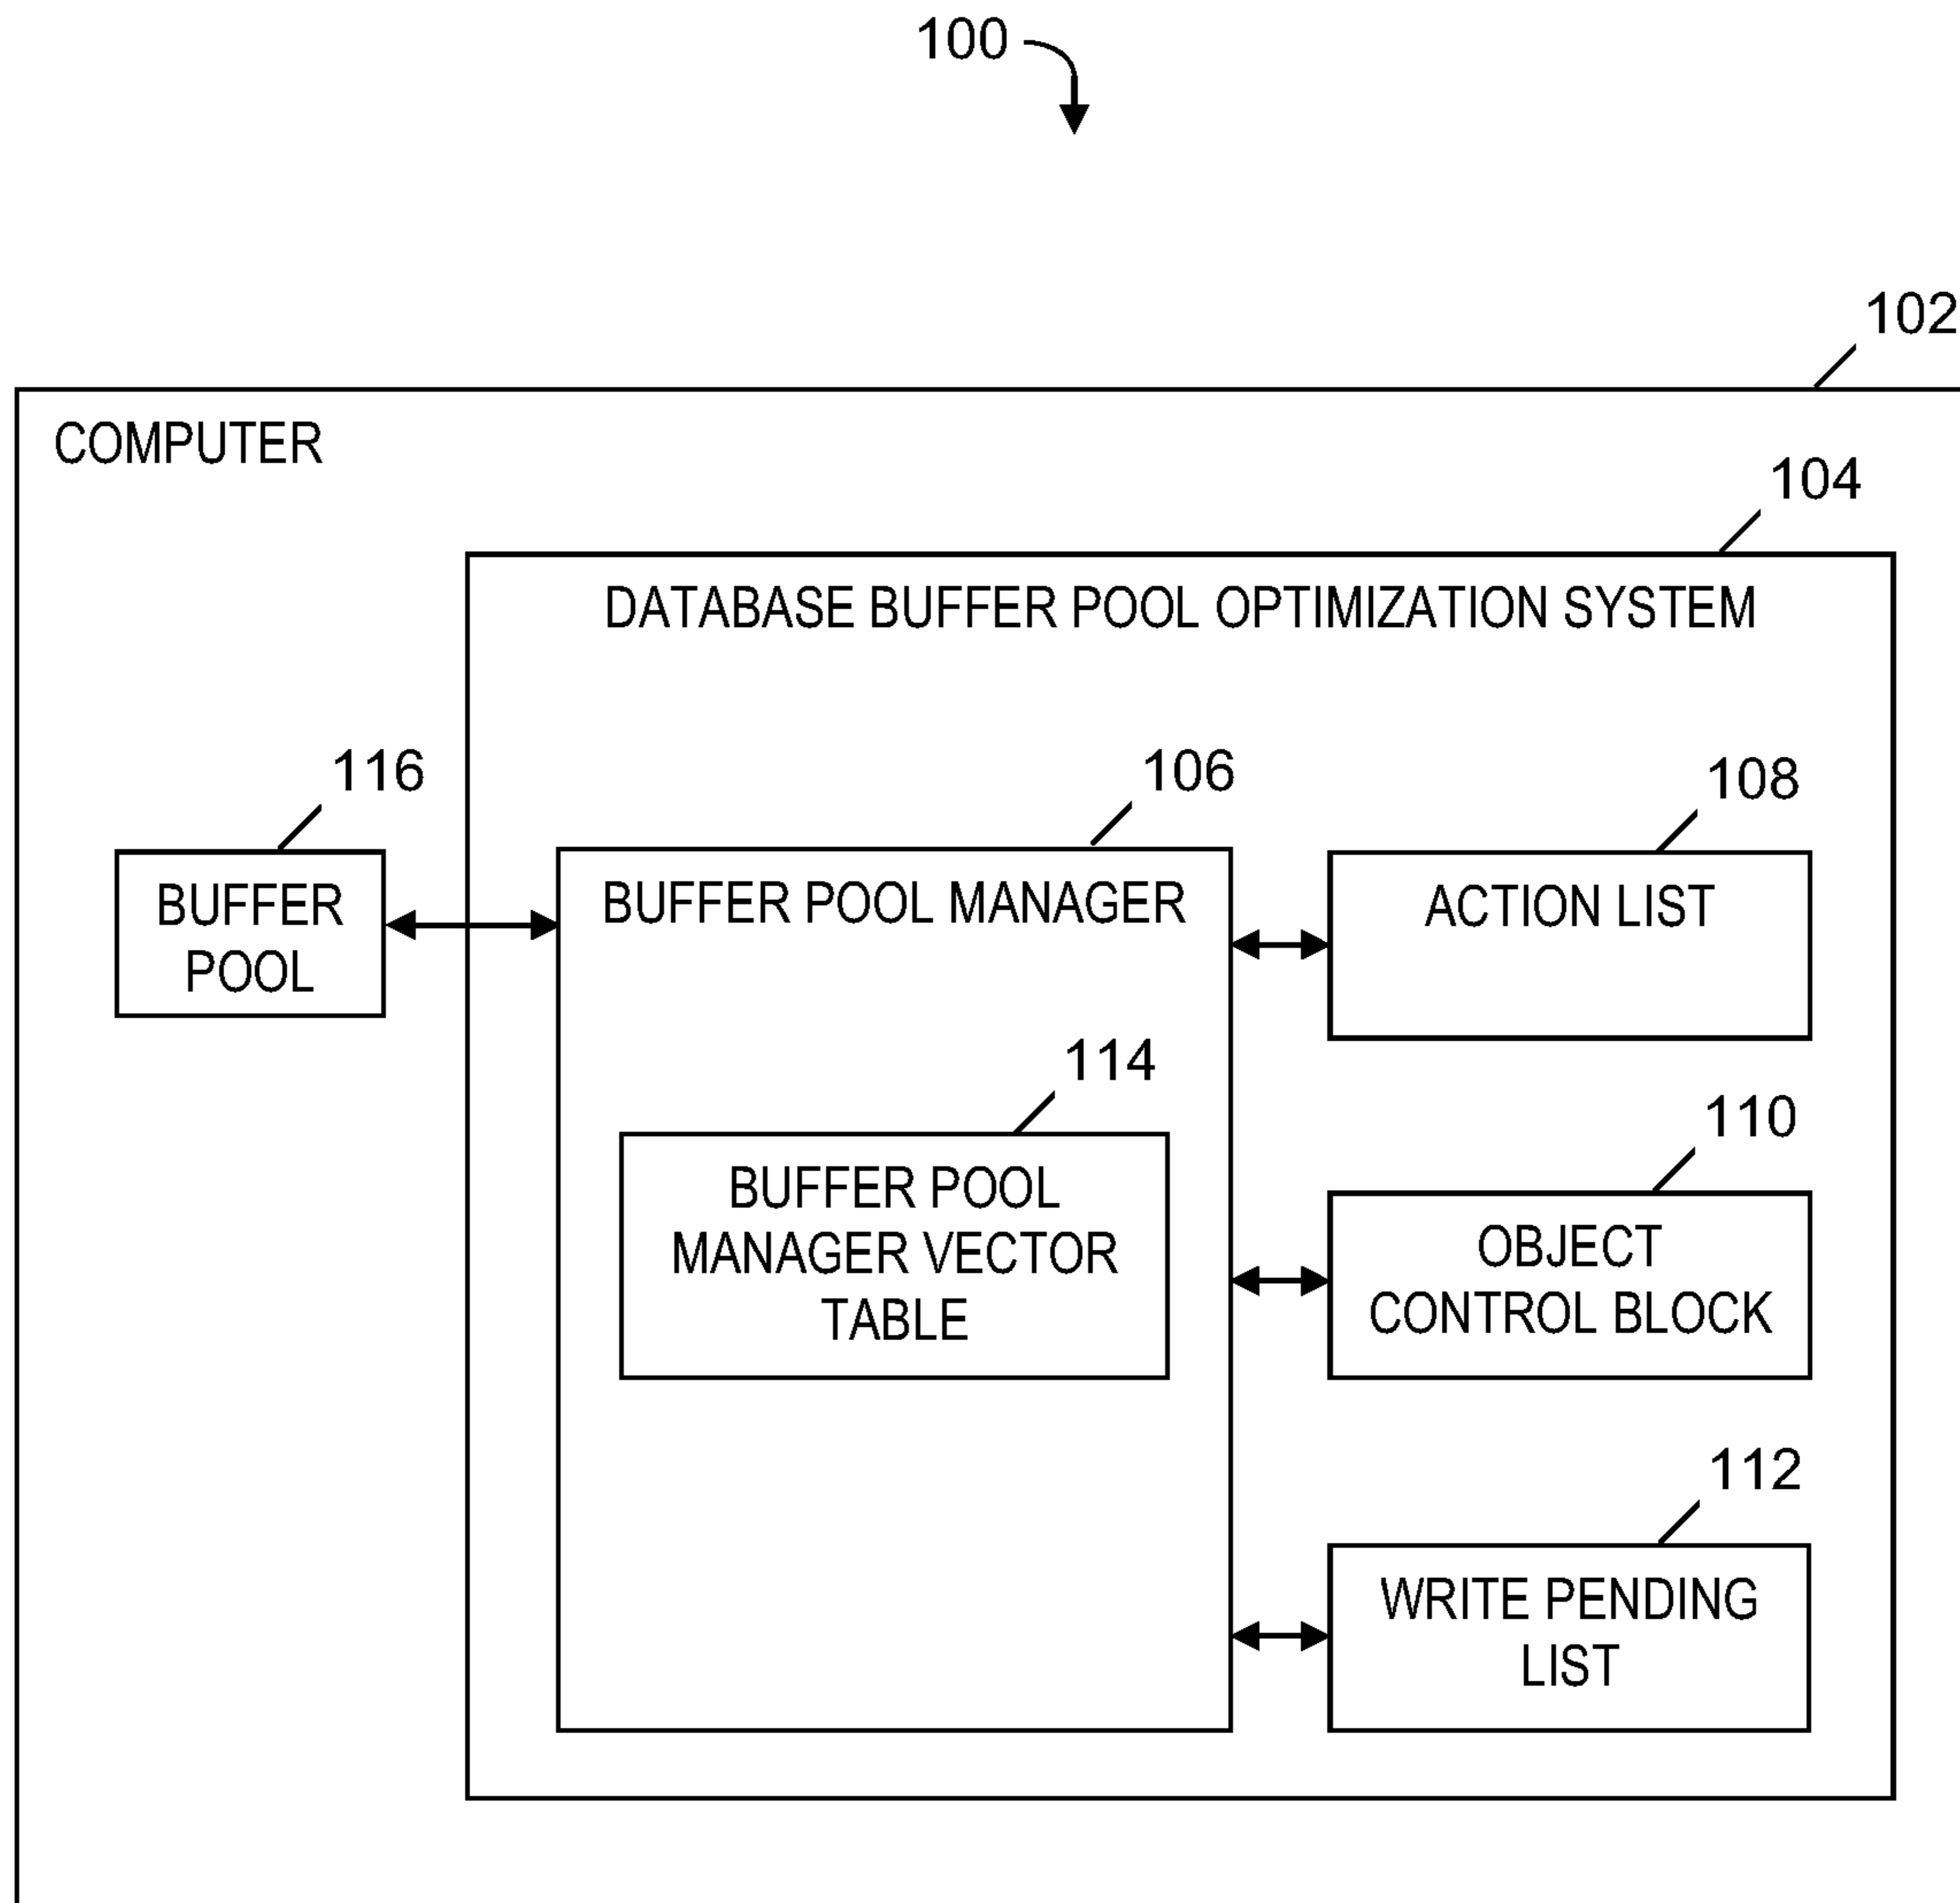 100
102
COMPUTER
104
DATABASE BUFFER POOL OPTIMIZATION SYSTEM
116
106
108
BUFFER
POOL
BUFFER POOL MANAGER
ACTION LIST
114
110
BUFFER POOL
MANAGER VECTOR
TABLE
OBJECT
CONTROL BLOCK
112
WRITE PENDING
LIST